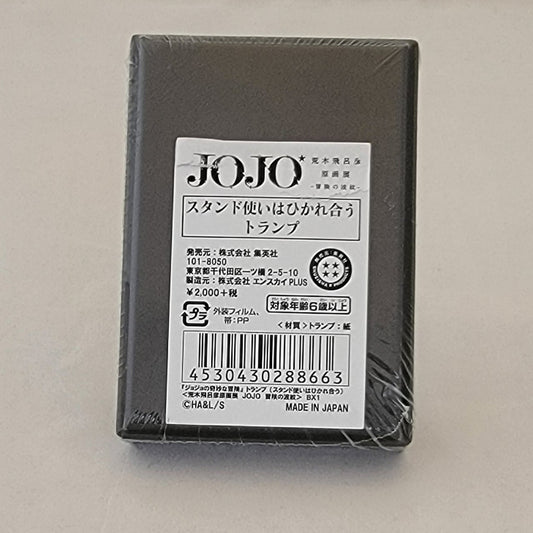 JOJO
荒木飛呂彦
原画展
-冒険の波紋-
スタンド使いはひかれ合う
トランプ
発売元：株式会社 集英社
101-8050
東京都千代田区一ツ橋 2-5-10
製造元：株式会社 エンスカイ PLUS
￥2,000＋税
対象年齢6歳以上
プラ
外装フィルム、
帯：PP
＜材質＞トランプ：紙
4530430288663
『ジョジョの奇妙な冒険』トランプ（スタンド使いはひかれ合う）
＜荒木飛呂彦原画展 JOJO 冒険の波紋＞ BX1
©HA&L/S
MADE IN JAPAN